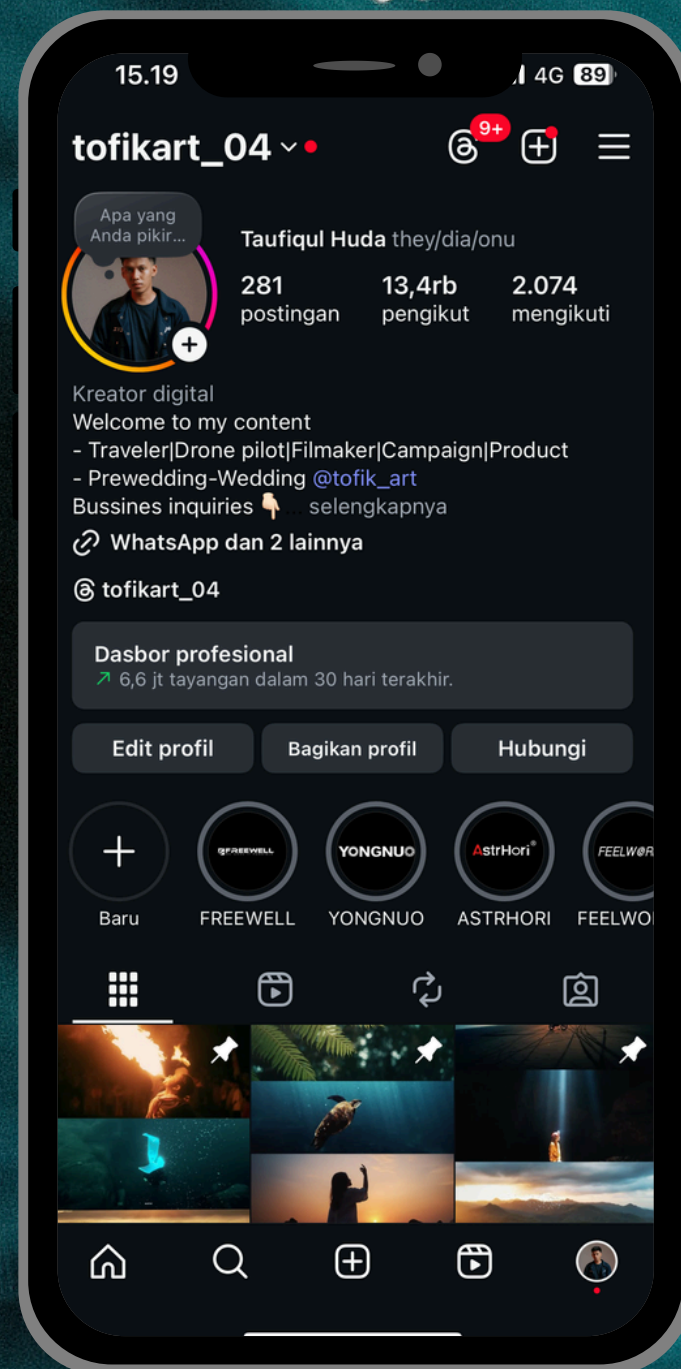 15.19
4G 89
tofikart_04
9+
Apa yang
Anda pikir...
Taufiqul Huda they/dia/onu
281 13,4rb 2.074
postingan pengikut mengikuti
Kreator digital
Welcome to my content
- Traveler|Drone pilot|Filmaker|Campaign|Product
- Prewedding-Wedding @tofik_art
Bussines inquiries 👇🏻... selengkapnya
WhatsApp dan 2 lainnya
tofikart_04
Dasbor profesional
6,6 jt tayangan dalam 30 hari terakhir.
Edit profil Bagikan profil Hubungi
FREEWELL YONGNUO AstrHori® FEELWOR
Baru FREEWELL YONGNUO ASTRHORI FEELWO